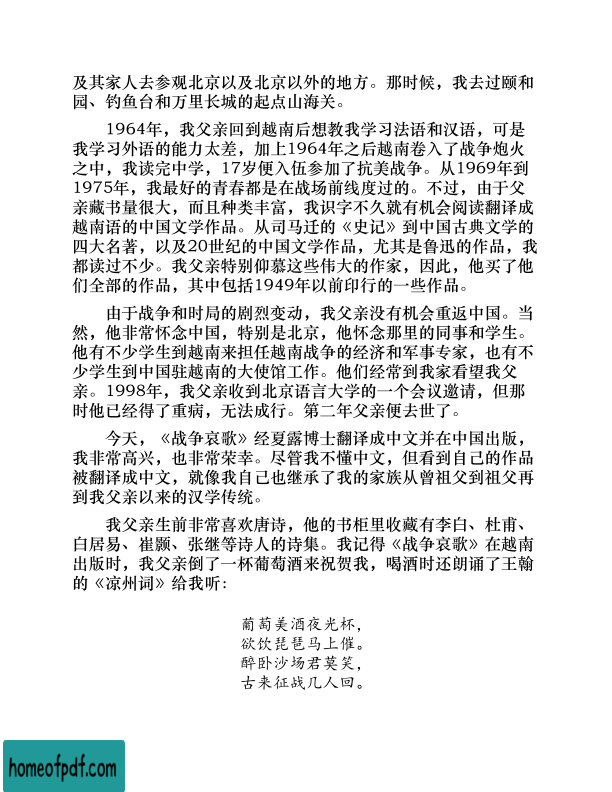 及其家人去参观北京以及北京以外的地方。那时候，我去过颐和
园、钓鱼台和万里长城的起点山海关。
1964年，我父亲回到越南后想教我学习法语和汉语，可是
我学习外语的能力太差，加上1964年之后越南卷入了战争炮火
之中，我读完中学，17岁便入伍参加了抗美战争。从1969年到
1975年，我最好的青春都是在战场前线度过的。不过，由于父
亲藏书量很大，而且种类丰富，我识字不久就有机会阅读翻译成
越南语的中国文学作品。从司马迁的《史记》到中国古典文学的
四大名著，以及20世纪的中国文学作品，尤其是鲁迅的作品，我
都读过不少。我父亲特别仰慕这些伟大的作家，因此，他买了他
们全部的作品，其中包括1949年以前印行的一些作品。
由于战争和时局的剧烈变动，我父亲没有机会重返中国。当
然，他非常怀念中国，特别是北京，他怀念那里的同事和学生。
他有不少学生到越南来担任越南战争的经济和军事专家，也有不
少学生到中国驻越南的大使馆工作。他们经常到我家看望我父
亲。1998年，我父亲收到北京语言大学的一个会议邀请，但那
时他已经得了重病，无法成行。第二年父亲便去世了。
今天，《战争哀歌》经夏露博士翻译成中文并在中国出版，
我非常高兴，也非常荣幸。尽管我不懂中文，但看到自己的作品
被翻译成中文，就像我自己也继承了我的家族从曾祖父到祖父再
到我父亲以来的汉学传统。
我父亲生前非常喜欢唐诗，他的书柜里收藏有李白、杜甫、
白居易、崔颢、张继等诗人的诗集。我记得《战争哀歌》在越南
出版时，我父亲倒了一杯葡萄酒来祝贺我，喝酒时还朗诵了王翰
的《凉州词》给我听：
葡萄美酒夜光杯，
欲饮琵琶马上催。
醉卧沙场君莫笑，
古来征战几人回。
homeofpdf.com